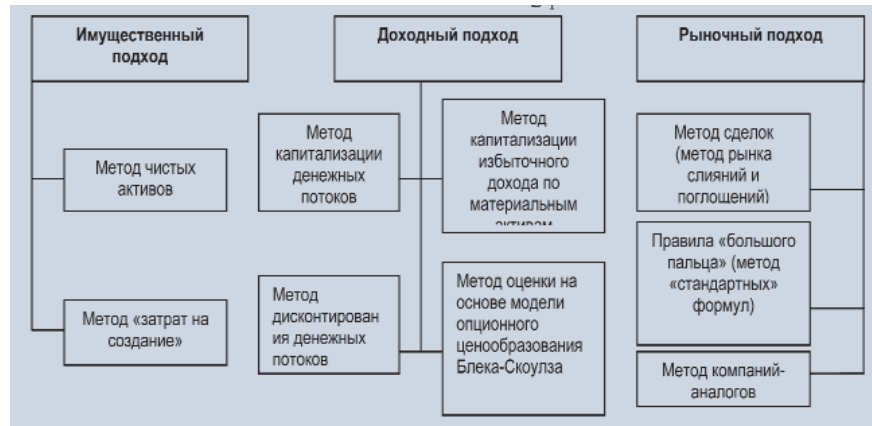 Имущественный
подход
Доходный подход
Рыночный подход
Метод чистых
активов
Метод «затрат на
создание»
Метод
капитализации
денежных
потоков
Метод
капитализации
избыточного
дохода по
материальным
активам
Метод
дисконтирован
ия денежных
потоков
Метод оценки на
основе модели
опционного
ценообразования
Блека-Скоулза
Метод сделок
(метод рынка
слияний и
поглощений)
Правила «большого
пальца» (метод
«стандартных»
формул)
Метод компаний-
аналогов